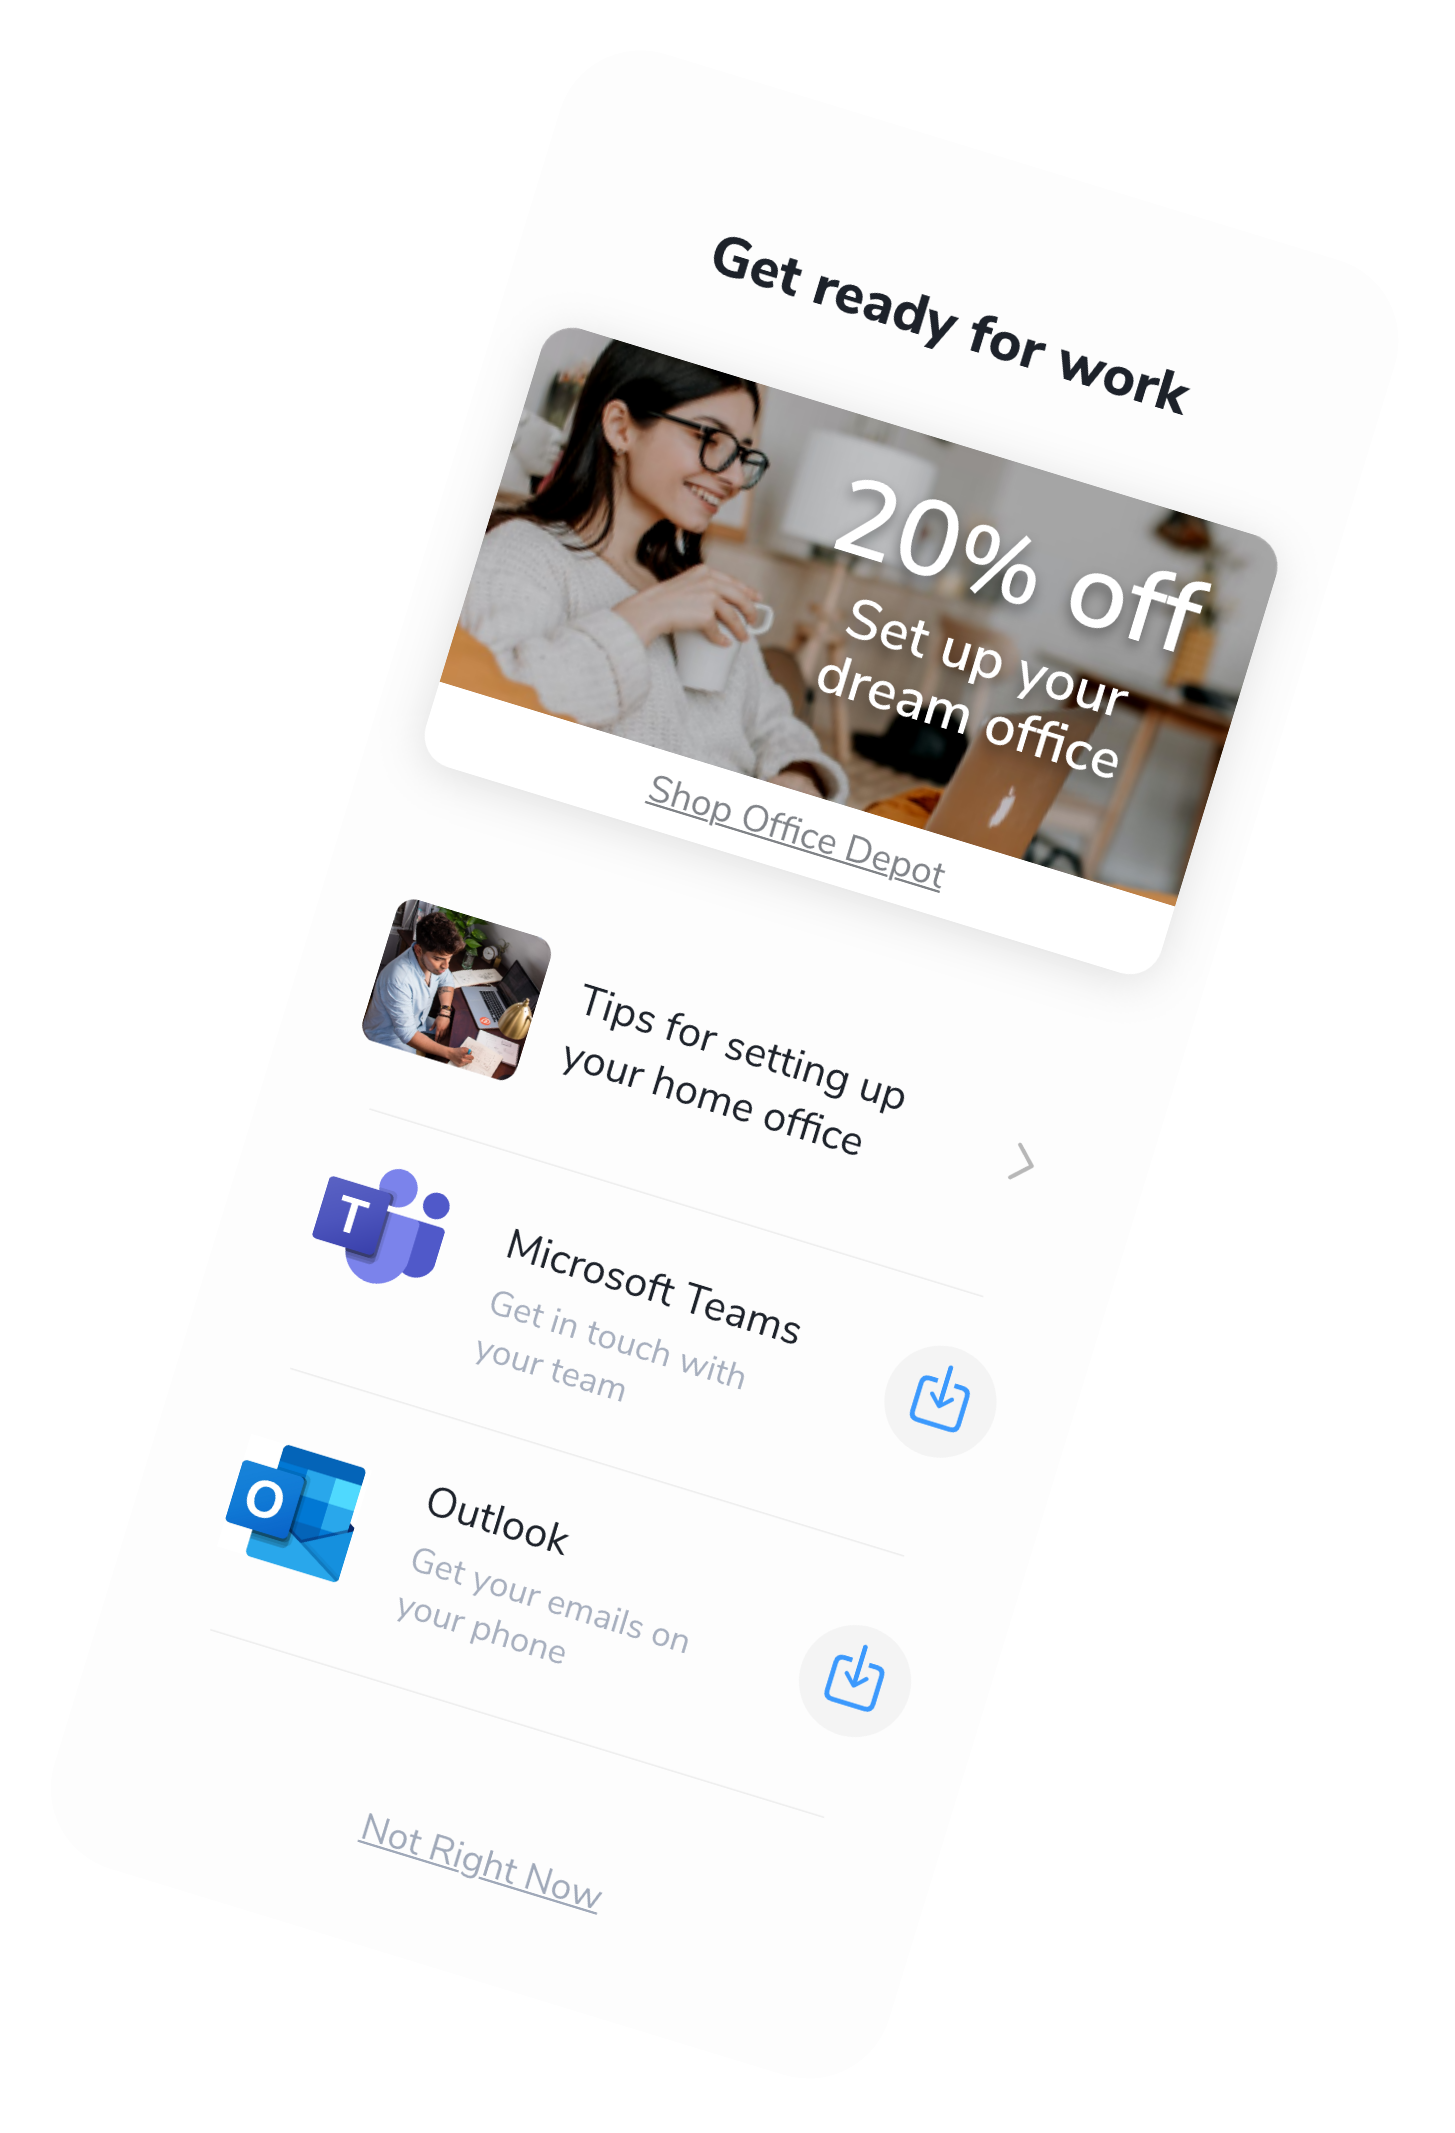 Get ready for work
20% off
Set up your
dream office
Shop Office Depot
Tips for setting up
your home office
T
Microsoft Teams
Get in touch with
your team
O
Outlook
Get your emails on
your phone
Not Right Now